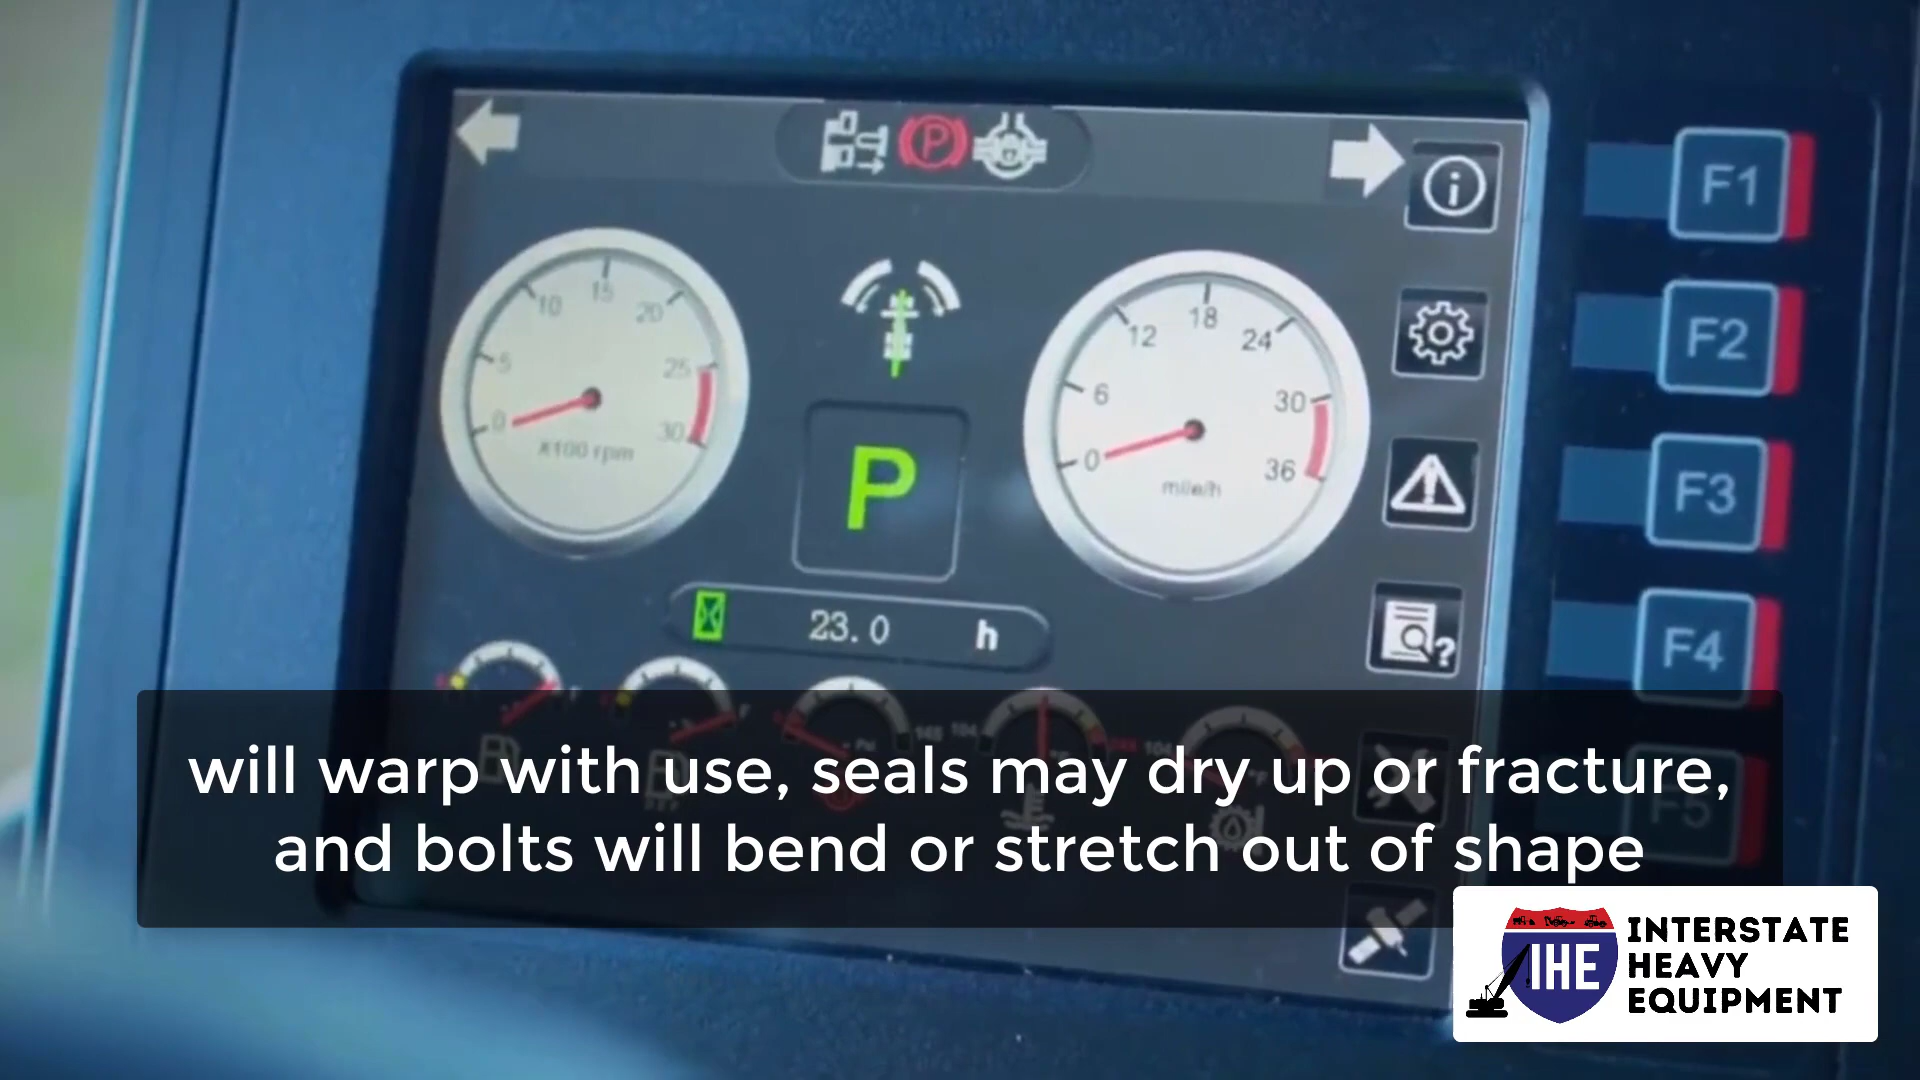 P
F1
F2
F3
F4
F5
0
5
10
15
20
25
30
X100 rpm
0
6
12
18
24
30
36
mile/h
P
23.0 h
will warp with use, seals may dry up or fracture,
and bolts will bend or stretch out of shape
IHE
INTERSTATE
HEAVY
EQUIPMENT